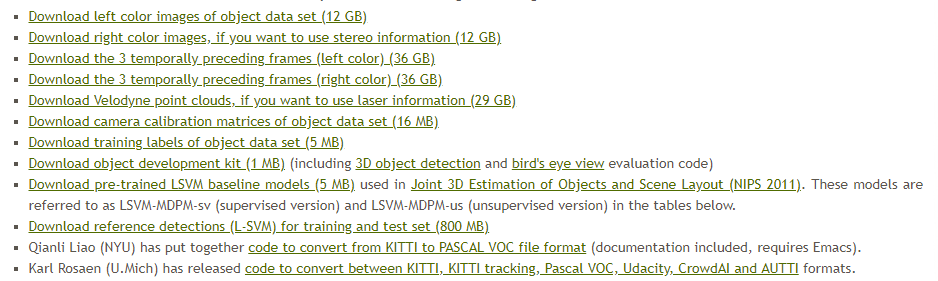 Download left color images of object data set (12 GB)
Download right color images, if you want to use stereo information (12 GB)
Download the 3 temporally preceding frames (left color) (36 GB)
Download the 3 temporally preceding frames (right color) (36 GB)
Download Velodyne point clouds, if you want to use laser information (29 GB)
Download camera calibration matrices of object data set (16 MB)
Download training labels of object data set (5 MB)
Download object development kit (1 MB) (including 3D object detection and bird's eye view evaluation code)
Download pre-trained LSVM baseline models (5 MB) used in Joint 3D Estimation of Objects and Scene Layout (NIPS 2011). These models are
referred to as LSVM-MDPM-sv (supervised version) and LSVM-MDPM-us (unsupervised version) in the tables below.
Download reference detections (L-SVM) for training and test set (800 MB)
Qianli Liao (NYU) has put together code to convert from KITTI to PASCAL VOC file format (documentation included, requires Emacs).
Karl Rosaen (U.Mich) has released code to convert between KITTI, KITTI tracking, Pascal VOC, Udacity, CrowdAI and AUTTI formats.